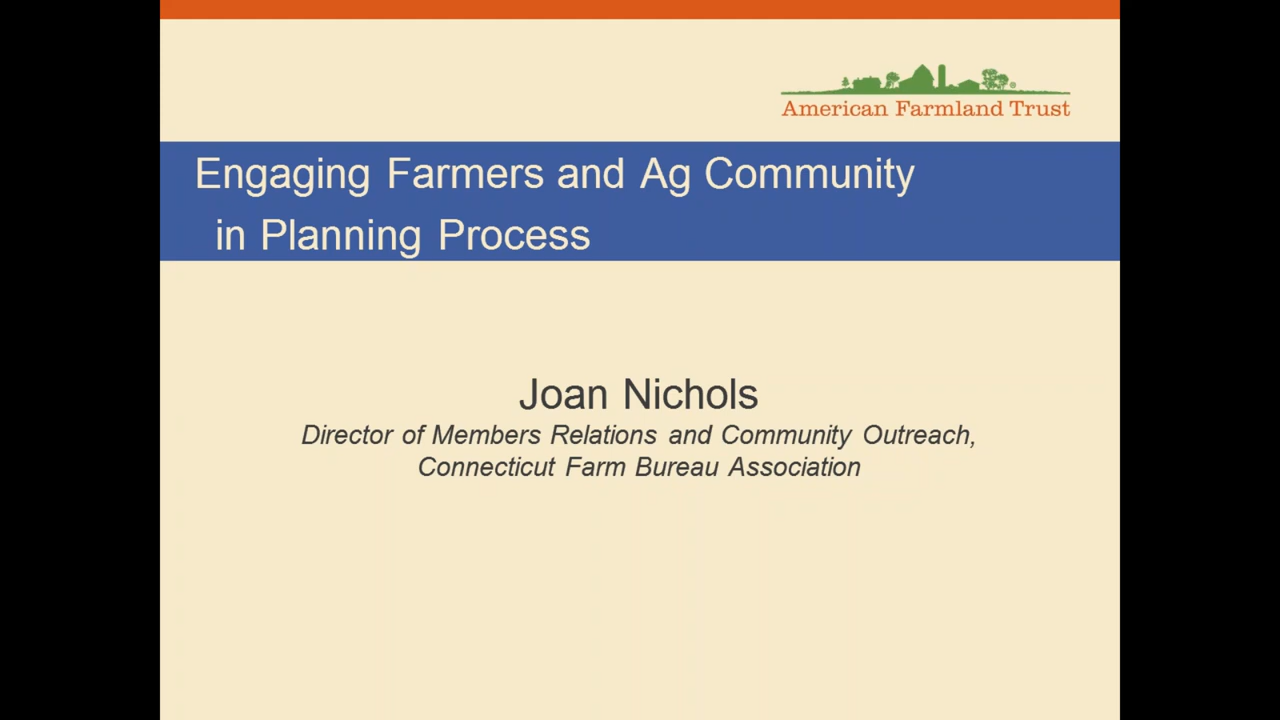 American Farmland Trust
Engaging Farmers and Ag Community
in Planning Process
Joan Nichols
Director of Members Relations and Community Outreach,
Connecticut Farm Bureau Association